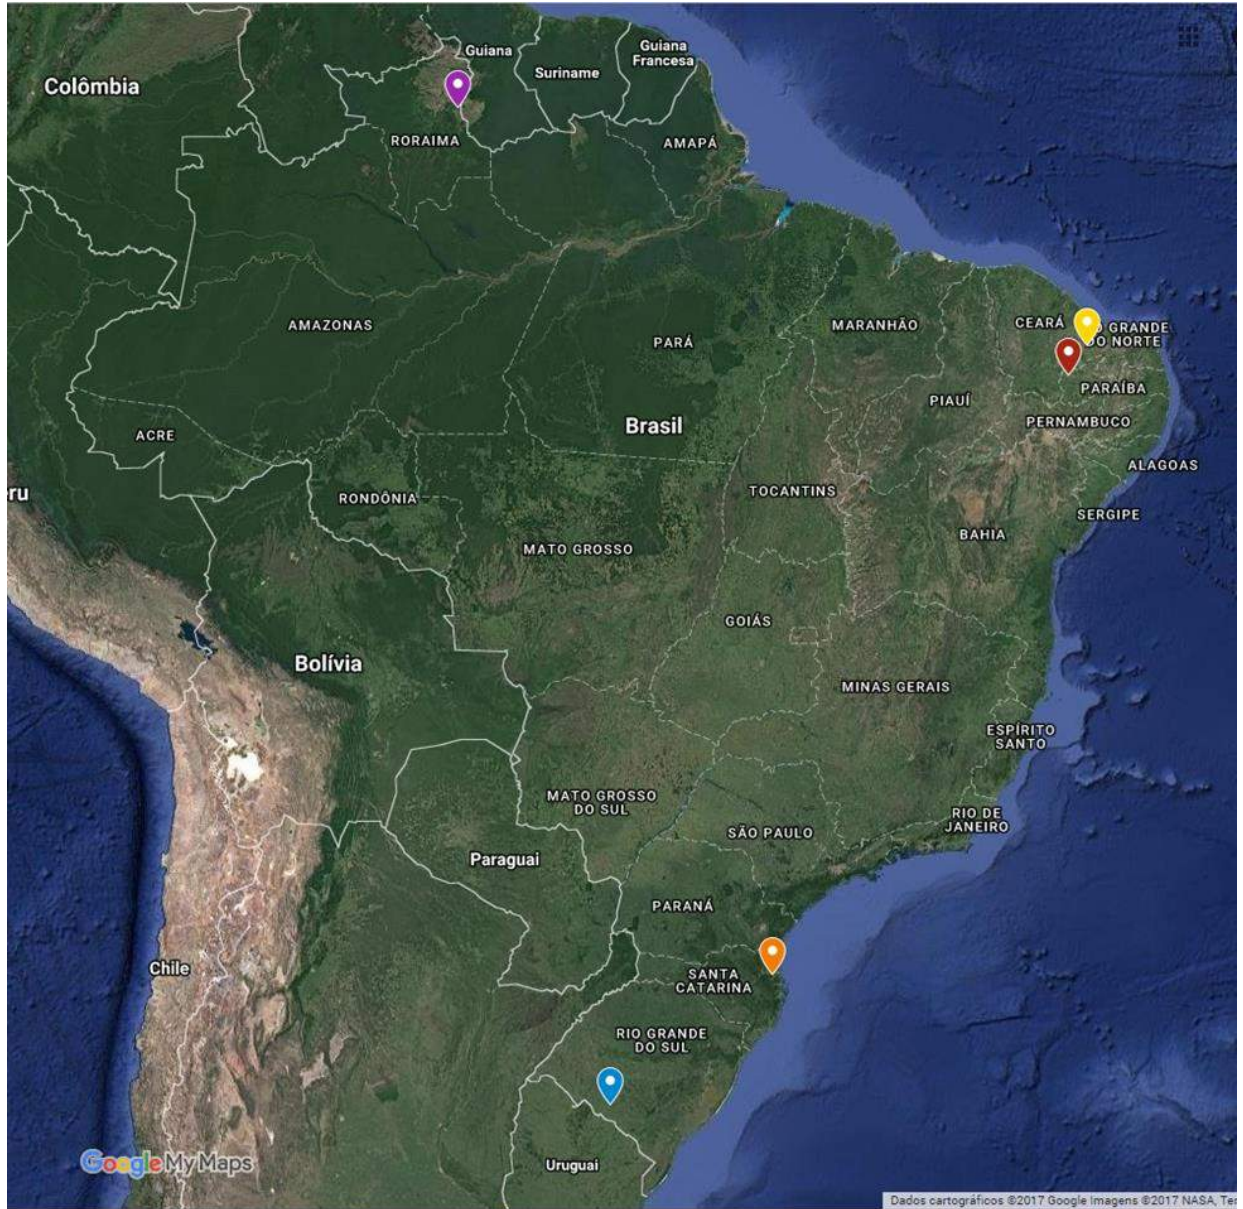 Guiana
Guiana
Francesa
Suriname
Colômbia
RORAIMA
AMAPÁ
AMAZONAS
PARÁ
MARANHÃO
CEARÁ
O GRANDE
DO NORTE
PIAUÍ
PARAÍBA
PERNAMBUCO
ACRE
Brasil
ALAGOAS
eru
RONDÔNIA
TOCANTINS
SERGIPE
BAHIA
MATO GROSSO
GOIÁS
Bolívia
MINAS GERAIS
ESPÍRITO
SANTO
MATO GROSSO
DO SUL
RIO DE
JANEIRO
SÃO PAULO
Paraguai
PARANÁ
Chile
SANTA
CATARINA
RIO GRANDE
DO SUL
Uruguai
Google My Maps
Dados cartográficos ©2017 Google Imagens ©2017 NASA, Ter